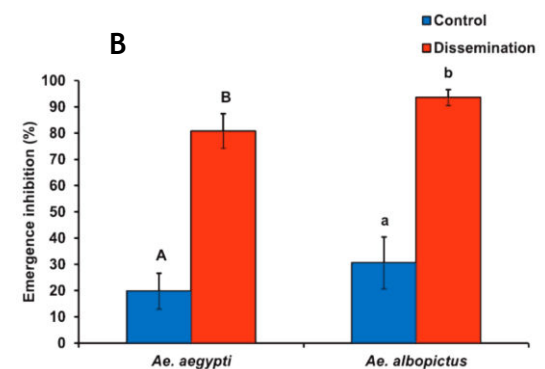 Control
Dissemination
B
Emergence inhibition (%)
100
90
80
70
60
50
40
30
20
10
0
A
B
a
b
Ae. aegypti
Ae. albopictus